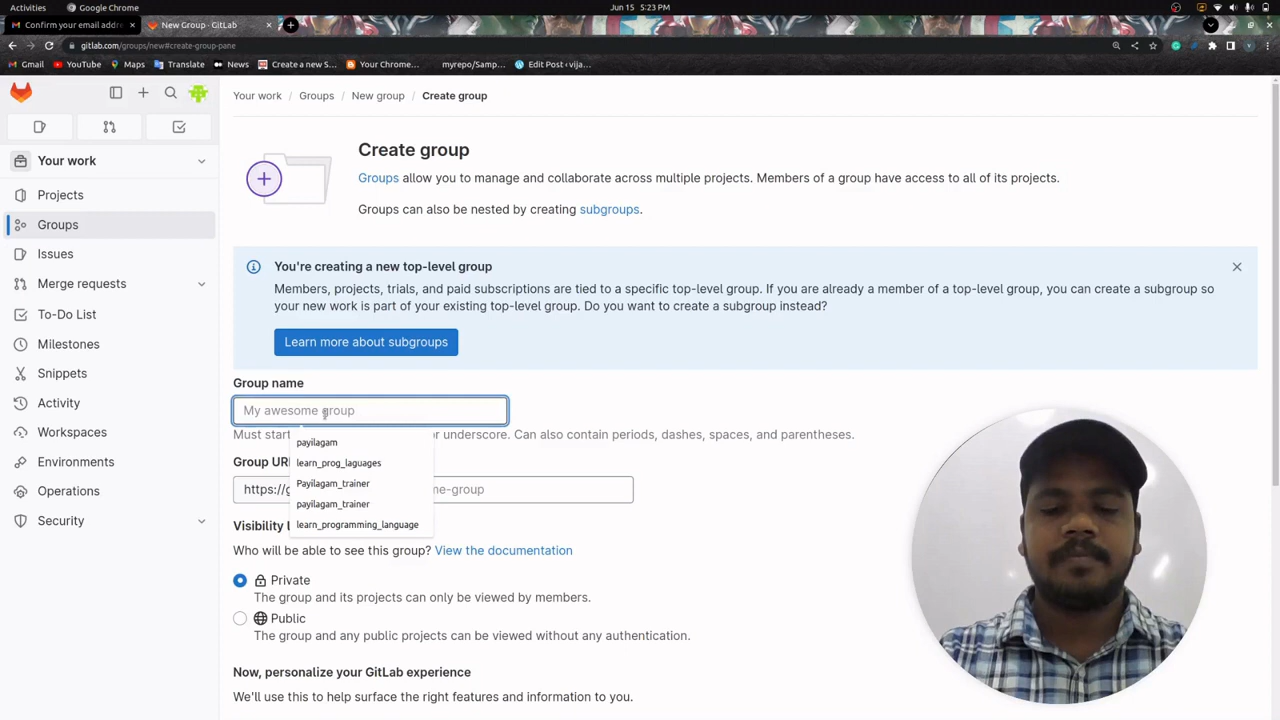 Activities
Google Chrome
Jun 15 5:23 PM
Confirm your email addre
New Group · GitLab
gitlab.com/groups/new#create-group-pane
Gmail
YouTube
Maps
Translate
News
Create a new S...
Your Chrome...
myrepo/Samp...
Edit Post ‹ vija...
Your work
Groups
New group
Create group
Your work
Projects
Groups
Issues
Merge requests
To-Do List
Milestones
Snippets
Activity
Workspaces
Environments
Operations
Security
Create group
Groups allow you to manage and collaborate across multiple projects. Members of a group have access to all of its projects.
Groups can also be nested by creating subgroups.
You're creating a new top-level group
Members, projects, trials, and paid subscriptions are tied to a specific top-level group. If you are already a member of a top-level group, you can create a subgroup so
your new work is part of your existing top-level group. Do you want to create a subgroup instead?
Learn more about subgroups
Group name
My awesome group
Must start or underscore. Can also contain periods, dashes, spaces, and parentheses.
payilagam
learn_prog_laguages
Payilagam_trainer
payilagam_trainer
learn_programming_language
Group URL
https://g me-group
Visibility l
Who will be able to see this group? View the documentation
Private
The group and its projects can only be viewed by members.
Public
The group and any public projects can be viewed without any authentication.
Now, personalize your GitLab experience
We'll use this to help surface the right features and information to you.